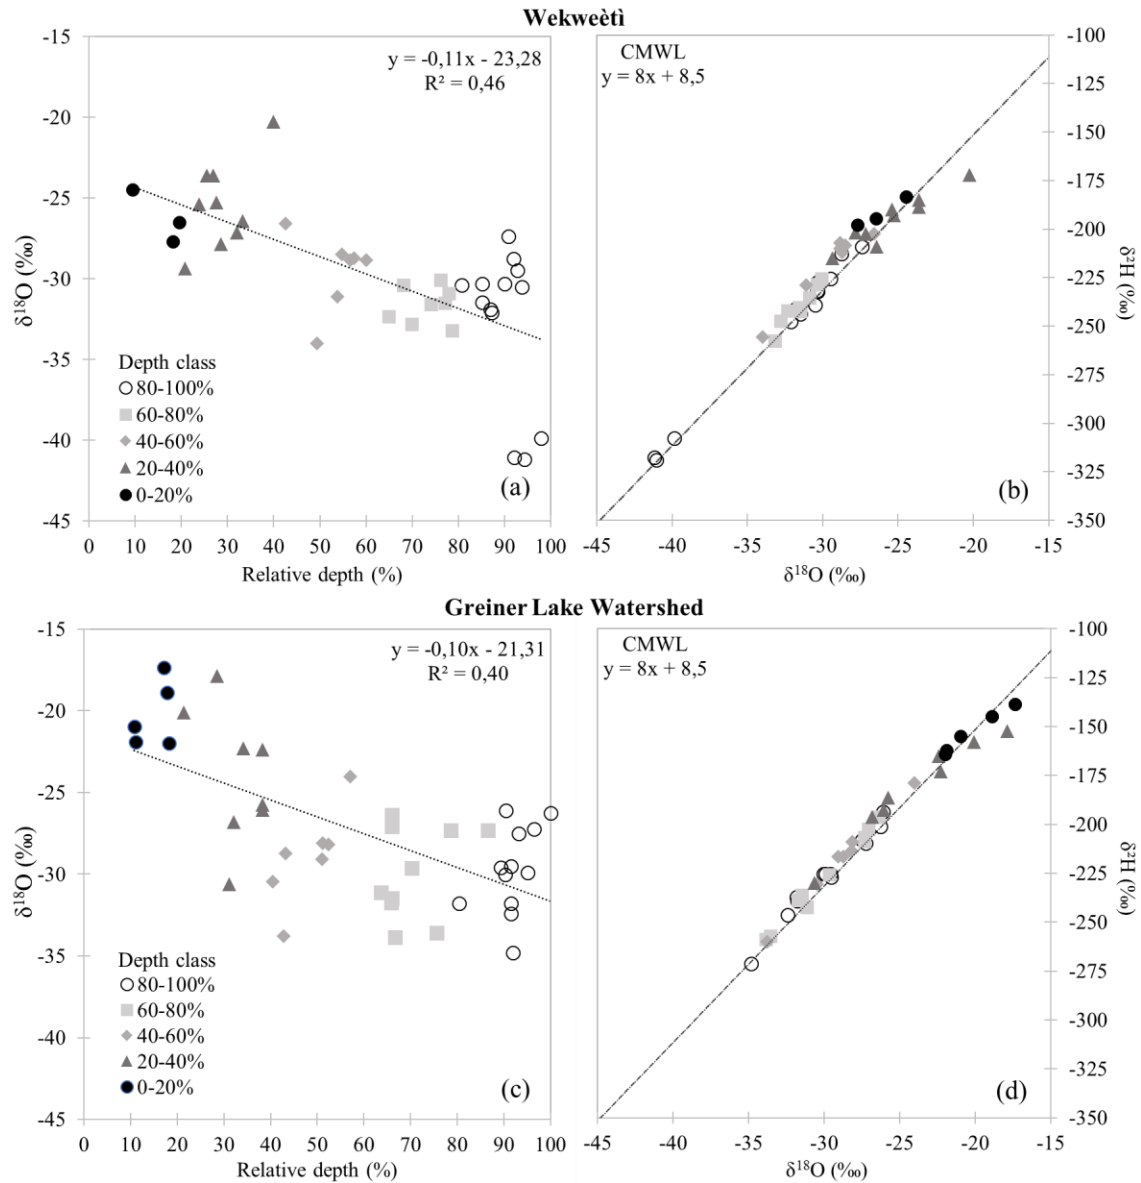 Wekweètì
-15
-20
-25
-30
-35
-40
-45
δ¹⁸O (‰)
y = -0,11x - 23,28
R² = 0,46
Depth class
80-100%
60-80%
40-60%
20-40%
0-20%
(a)
0 10 20 30 40 50 60 70 80 90 100
Relative depth (%)
CMWL
y = 8x + 8,5
-100
-125
-150
-175
-200
-225
-250
-275
-300
-325
-350
δ²H (‰)
(b)
-45 -40 -35 -30 -25 -20 -15
δ¹⁸O (‰)
Greiner Lake Watershed
-15
-20
-25
-30
-35
-40
-45
δ¹⁸O (‰)
y = -0,10x - 21,31
R² = 0,40
Depth class
80-100%
60-80%
40-60%
20-40%
0-20%
(c)
0 10 20 30 40 50 60 70 80 90 100
Relative depth (%)
CMWL
y = 8x + 8,5
-100
-125
-150
-175
-200
-225
-250
-275
-300
-325
-350
δ²H (‰)
(d)
-45 -40 -35 -30 -25 -20 -15
δ¹⁸O (‰)